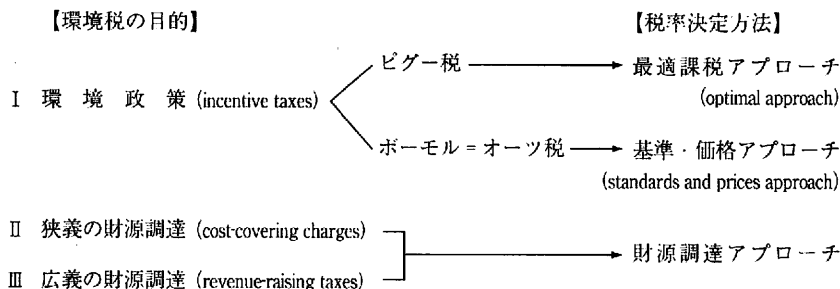 【環境税の目的】 【税率決定方法】
ピグー税 最適課税アプローチ
Ⅰ 環境政策 (incentive taxes) (optimal approach)
ボーモル=オーツ税 基準・価格アプローチ
(standards and prices approach)
Ⅱ 狭義の財源調達 (cost-covering charges)
財源調達アプローチ
Ⅲ 広義の財源調達 (revenue-raising taxes)